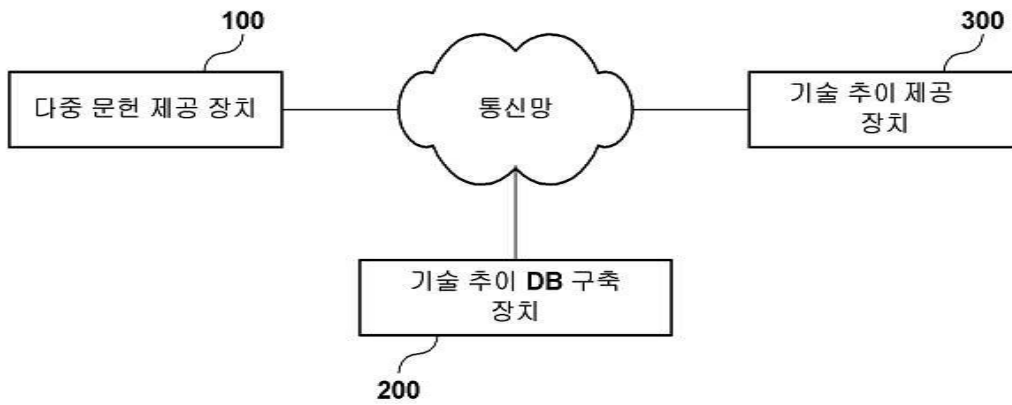 100
300
다중 문헌 제공 장치
통신망
기술 추이 제공
장치
기술 추이 DB 구축
장치
200